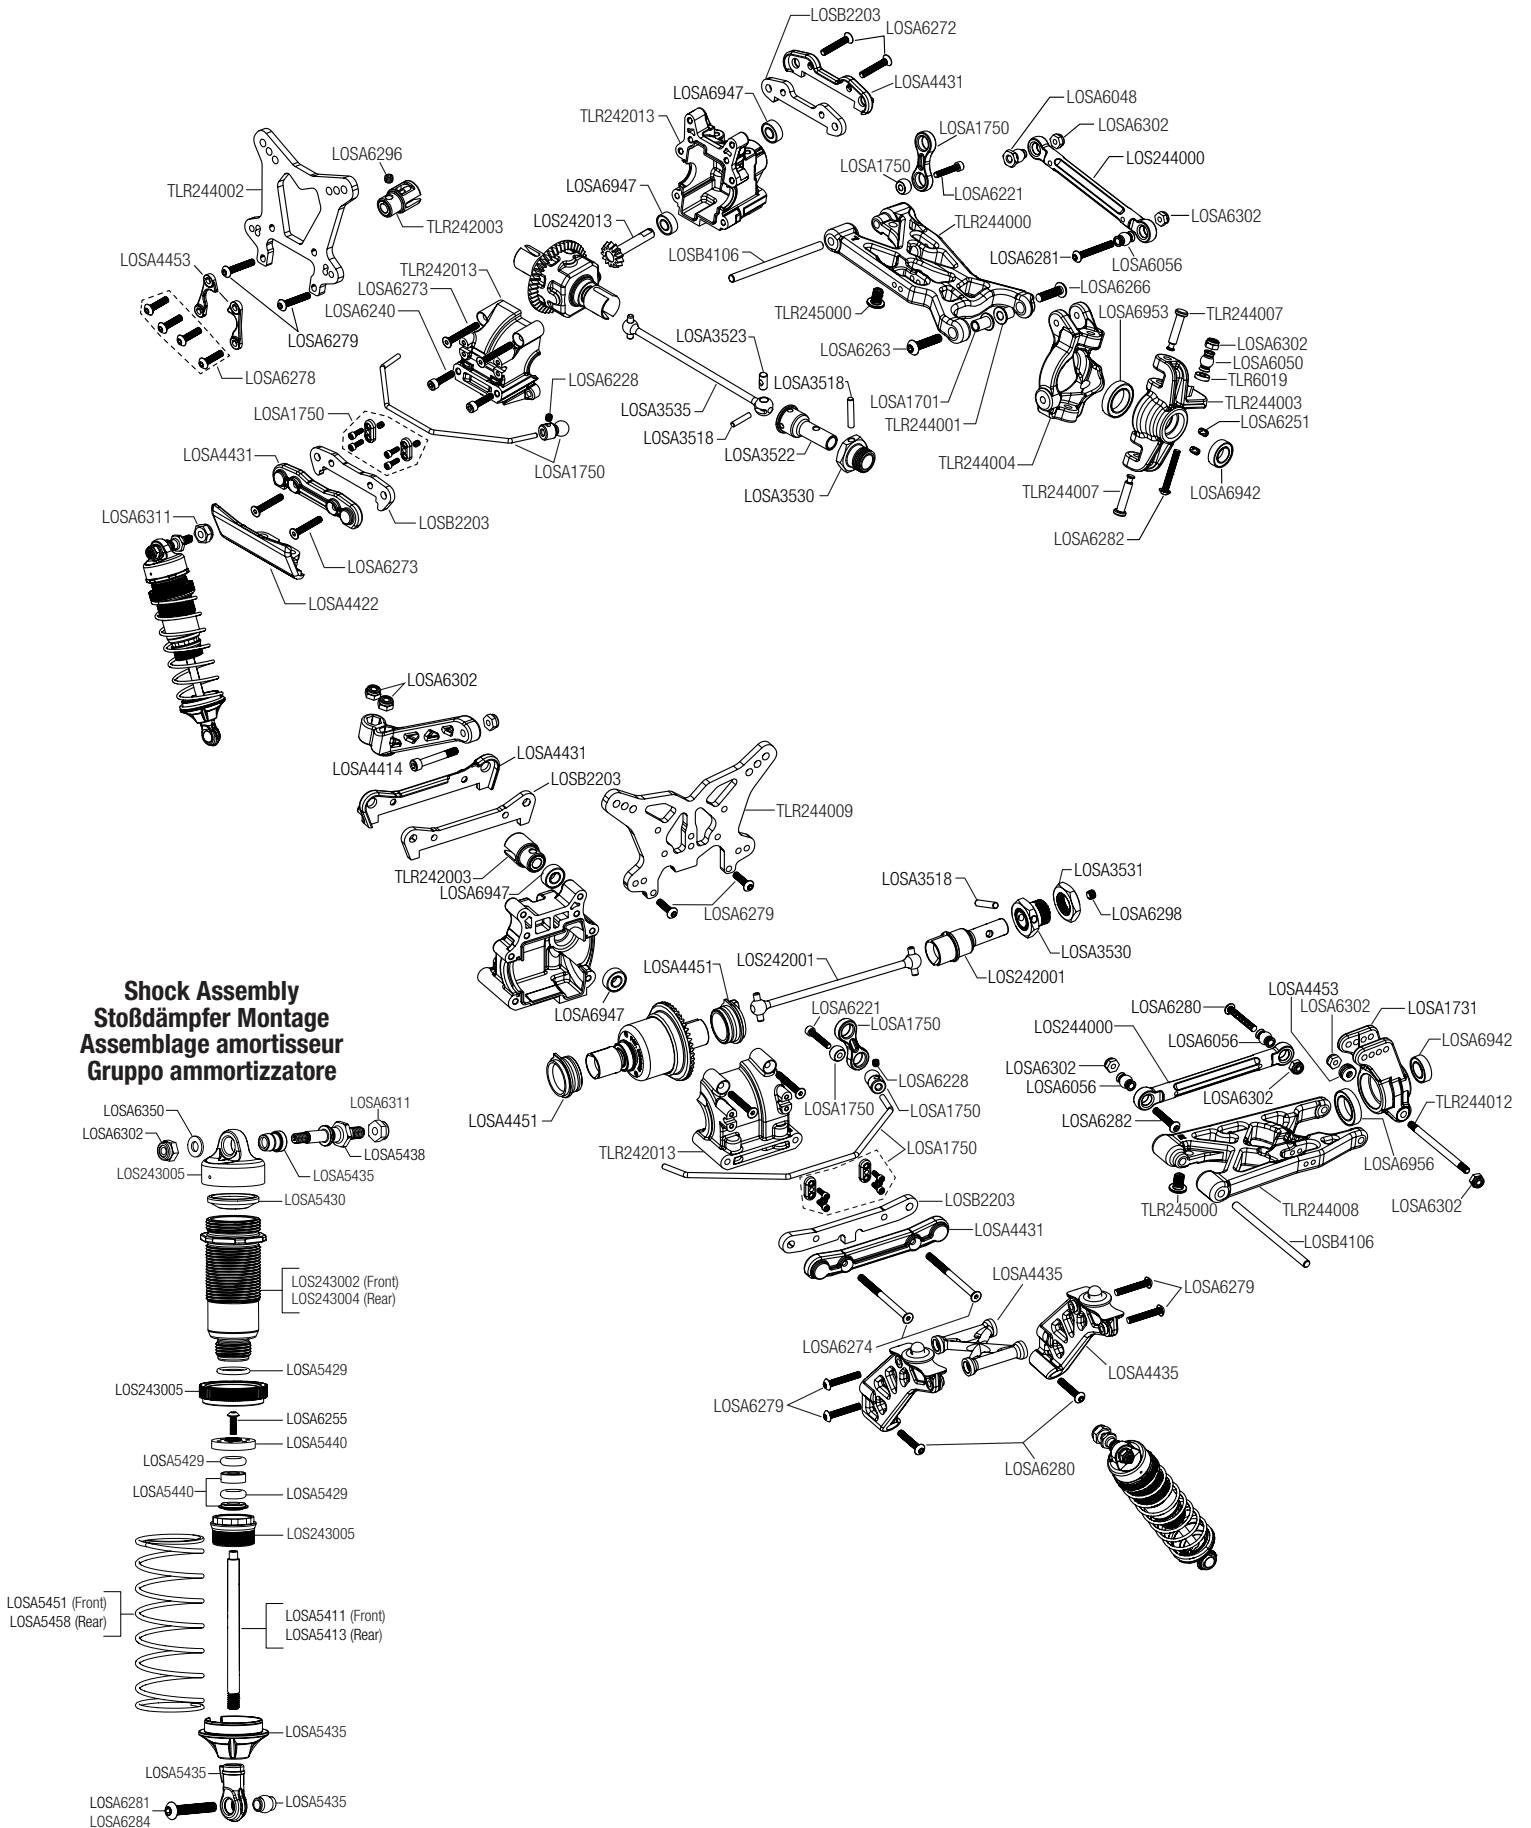 LOSB2203
LOSA6272
LOSA4431
LOSA6947
TLR242013
LOSA6048
LOSA6302
LOSA1750
LOS244000
LOSA6296
LOSA1750
TLR244002
LOSA6947
LOSA6221
LOS242013
TLR244000
LOSA6302
TLR242003
LOSB4106
LOSA6281
LOSA6056
LOSA4453
TLR242013
LOSA6273
LOSA6266
LOSA6240
TLR245000
LOSA6953
TLR244007
LOSA6279
LOSA3523
LOSA6263
LOSA6302
LOSA6050
LOSA6278
LOSA6228
LOSA3518
TLR6019
LOSA1750
LOSA3535
LOSA1701
TLR244003
TLR244001
LOSA6251
LOSA3518
LOSA4431
LOSA3522
TLR244004
LOSA1750
LOSA3530
TLR244007
LOSA6942
LOSA6311
LOSB2203
LOSA6282
LOSA6273
LOSA4422
LOSA6302
LOSA4431
LOSA4414
LOSB2203
TLR244009
TLR242003
LOSA6947
LOSA3518
LOSA3531
LOSA6298
LOSA6279
LOSA3530
LOS242001
LOSA4451
LOS242001
LOSA6947
LOSA4453
LOSA6280
LOSA6302
LOSA1731
LOSA6221
LOSA1750
LOS244000
LOSA6056
LOSA6942
LOSA6302
LOSA6056
LOSA6228
LOSA6302
TLR244012
LOSA4451
LOSA1750
LOSA1750
LOSA6282
TLR242013
LOSA1750
LOSA6956
LOSB2203
TLR245000
TLR244008
LOSA6302
LOSA4431
LOSB4106
LOSA4435
LOSA6279
LOSA6274
LOSA4435
LOSA6279
LOSA6280
Shock Assembly
Stoßdämpfer Montage
Assemblage amortisseur
Gruppo ammortizzatore
LOSA6350
LOSA6311
LOSA6302
LOSA5438
LOS243005
LOSA5435
LOSA5430
LOS243002 (Front)
LOS243004 (Rear)
LOSA5429
LOS243005
LOSA6255
LOSA5440
LOSA5429
LOSA5440
LOSA5429
LOS243005
LOSA5451 (Front)
LOSA5458 (Rear)
LOSA5411 (Front)
LOSA5413 (Rear)
LOSA5435
LOSA5435
LOSA6281
LOSA6284
LOSA5435